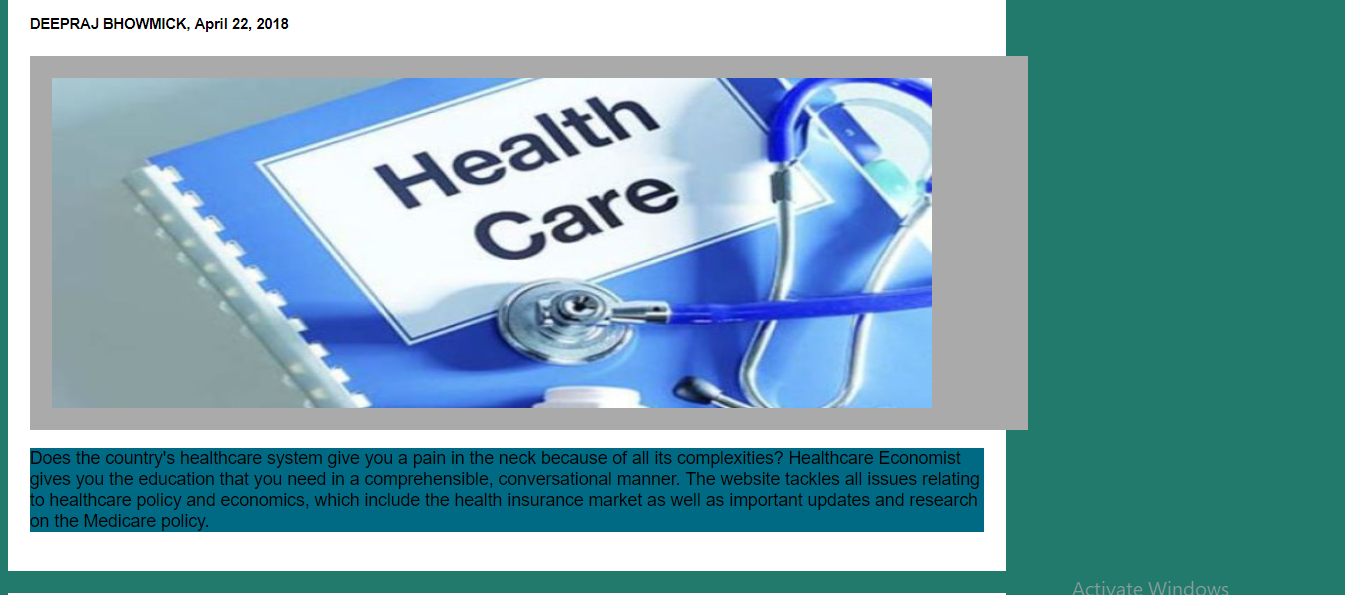 DEEPRAJ BHOWMICK, April 22, 2018
Health
Care
Does the country's healthcare system give you a pain in the neck because of all its complexities? Healthcare Economist
gives you the education that you need in a comprehensible, conversational manner. The website tackles all issues relating
to healthcare policy and economics, which include the health insurance market as well as important updates and research
on the Medicare policy.
Activate Windows